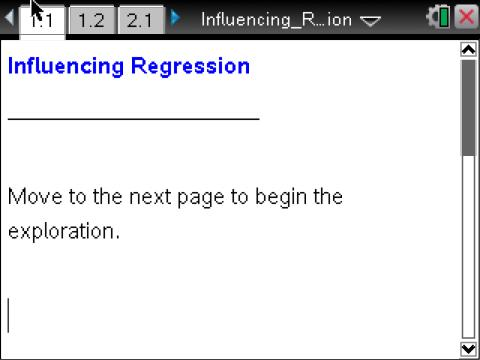 1.1 1.2 2.1 Influencing_R...ion
Influencing Regression
Move to the next page to begin the
exploration.